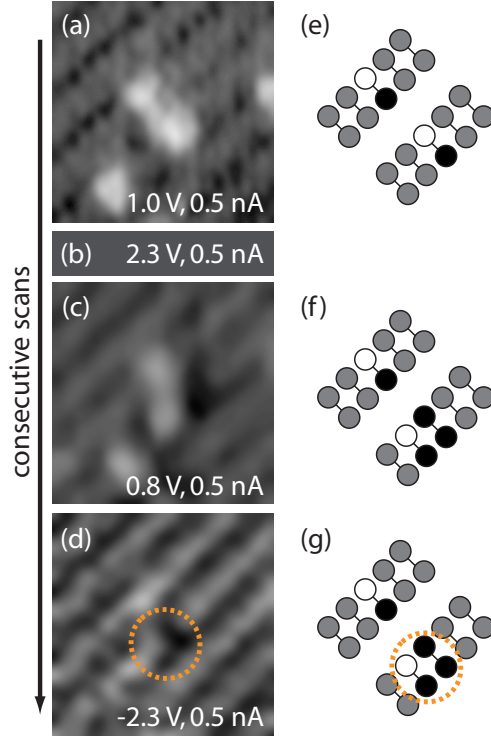 consecutive scans
(a)
1.0 V, 0.5 nA
(b) 2.3 V, 0.5 nA
(c)
0.8 V, 0.5 nA
(d)
-2.3 V, 0.5 nA
(e)
(f)
(g)